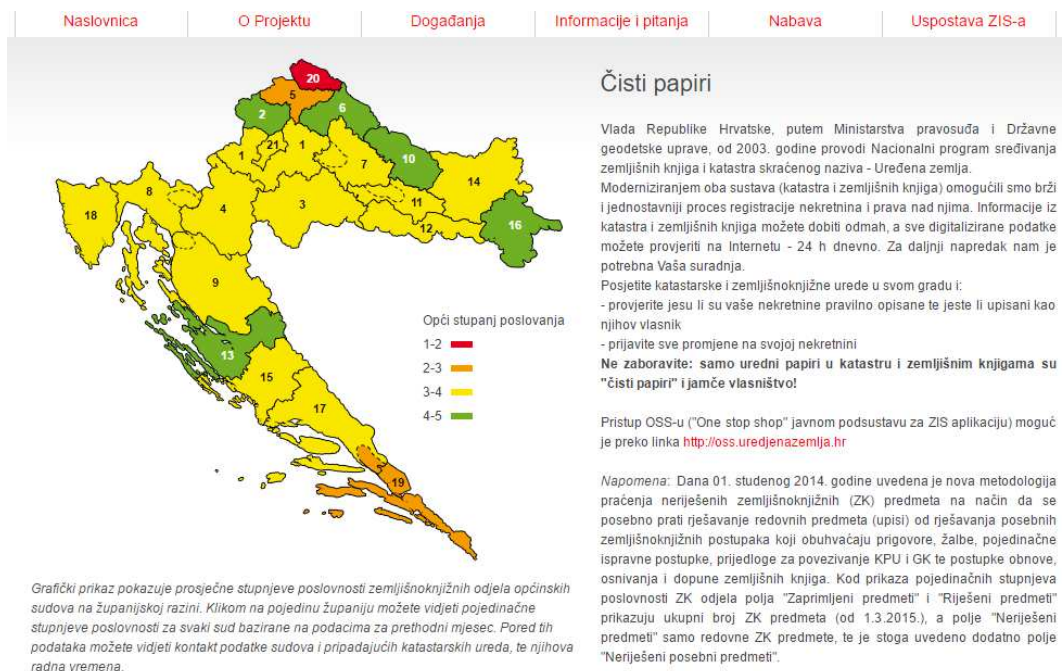 Naslovnica
O Projektu
Događanja
Informacije i pitanja
Nabava
Uspostava ZIS-a
20
5
2
6
21
1
1
7
10
14
8
4
3
11
18
12
16
9
13
15
17
19
Opći stupanj poslovanja
1-2
2-3
3-4
4-5
Grafički prikaz pokazuje prosječne stupnjeve poslovnosti zemljišnoknjižnih odjela općinskih
sudova na županijskoj razini. Klikom na pojedinu županiju možete vidjeti pojedinačne
stupnjeve poslovnosti za svaki sud bazirane na podacima za prethodni mjesec. Pored tih
podataka možete vidjeti kontakt podatke sudova i pripadajućih katastarskih ureda, te njihova
radna vremena.
Čisti papiri
Vlada Republike Hrvatske, putem Ministarstva pravosuđa i Državne
geodetske uprave, od 2003. godine provodi Nacionalni program sređivanja
zemljišnih knjiga i katastra skraćenog naziva - Uređena zemlja.
Moderniziranjem oba sustava (katastra i zemljišnih knjiga) omogućili smo brži
i jednostavniji proces registracije nekretnina i prava nad njima. Informacije iz
katastra i zemljišnih knjiga možete dobiti odmah, a sve digitalizirane podatke
možete provjeriti na Internetu - 24 h dnevno. Za daljnji napredak nam je
potrebna Vaša suradnja.
Posjetite katastarske i zemljišnoknjižne urede u svom gradu i:
- provjerite jesu li su vaše nekretnine pravilno opisane te jeste li upisani kao
njihov vlasnik
- prijavite sve promjene na svojoj nekretnini
Ne zaboravite: samo uredni papiri u katastru i zemljišnim knjigama su
"čisti papiri" i jamče vlasništvo!
Pristup OSS-u ("One stop shop" javnom podsustavu za ZIS aplikaciju) moguć
je preko linka http://oss.uredjenazemlja.hr
Napomena: Dana 01. studenog 2014. godine uvedena je nova metodologija
praćenja neriješenih zemljišnoknjižnih (ZK) predmeta na način da se
posebno prati rješavanje redovnih predmeta (upisi) od rješavanja posebnih
zemljišnoknjižnih postupaka koji obuhvaćaju prigovore, žalbe, pojedinačne
ispravne postupke, prijedloge za povezivanje KPU i GK te postupke obnove,
osnivanja i dopune zemljišnih knjiga. Kod prikaza pojedinačnih stupnjeva
poslovnosti ZK odjela polja "Zaprimljeni predmeti" i "Riješeni predmeti"
prikazuju ukupni broj ZK predmeta (od 1.3.2015.), a polje "Neriješeni
predmeti" samo redovne ZK predmete, te je stoga uvedeno dodatno polje
"Neriješeni posebni predmeti".